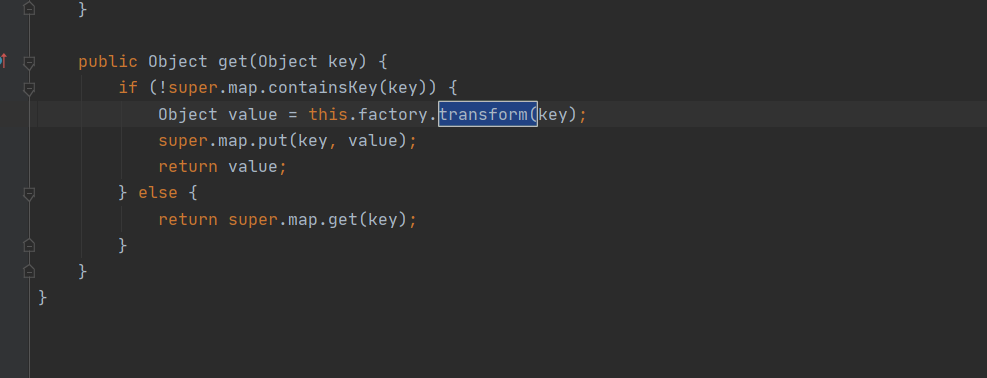 }
public Object get(Object key) {
if (!super.map.containsKey(key)) {
Object value = this.factory.transform(key);
super.map.put(key, value);
return value;
} else {
return super.map.get(key);
}
}
}